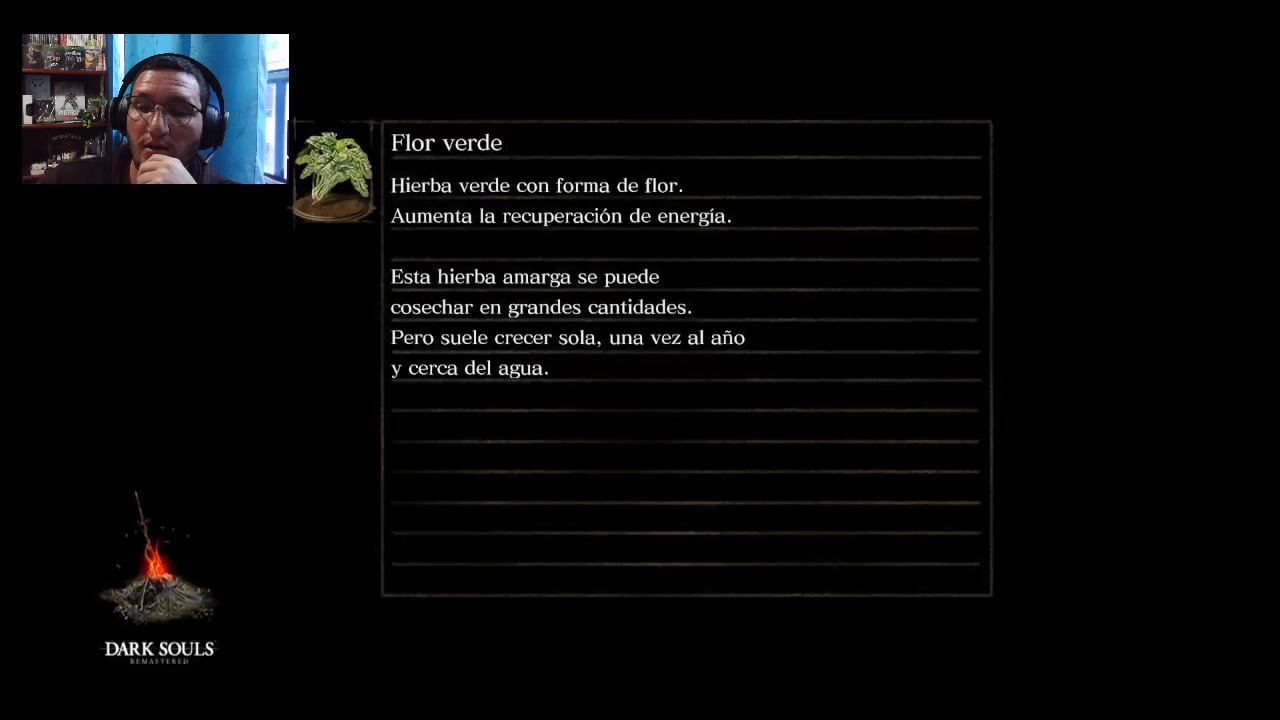 Flor verde
Hierba verde con forma de flor.
Aumenta la recuperación de energía.
Esta hierba amarga se puede
cosechar en grandes cantidades.
Pero suele crecer sola, una vez al año
y cerca del agua.
DARK SOULS
REMASTERED